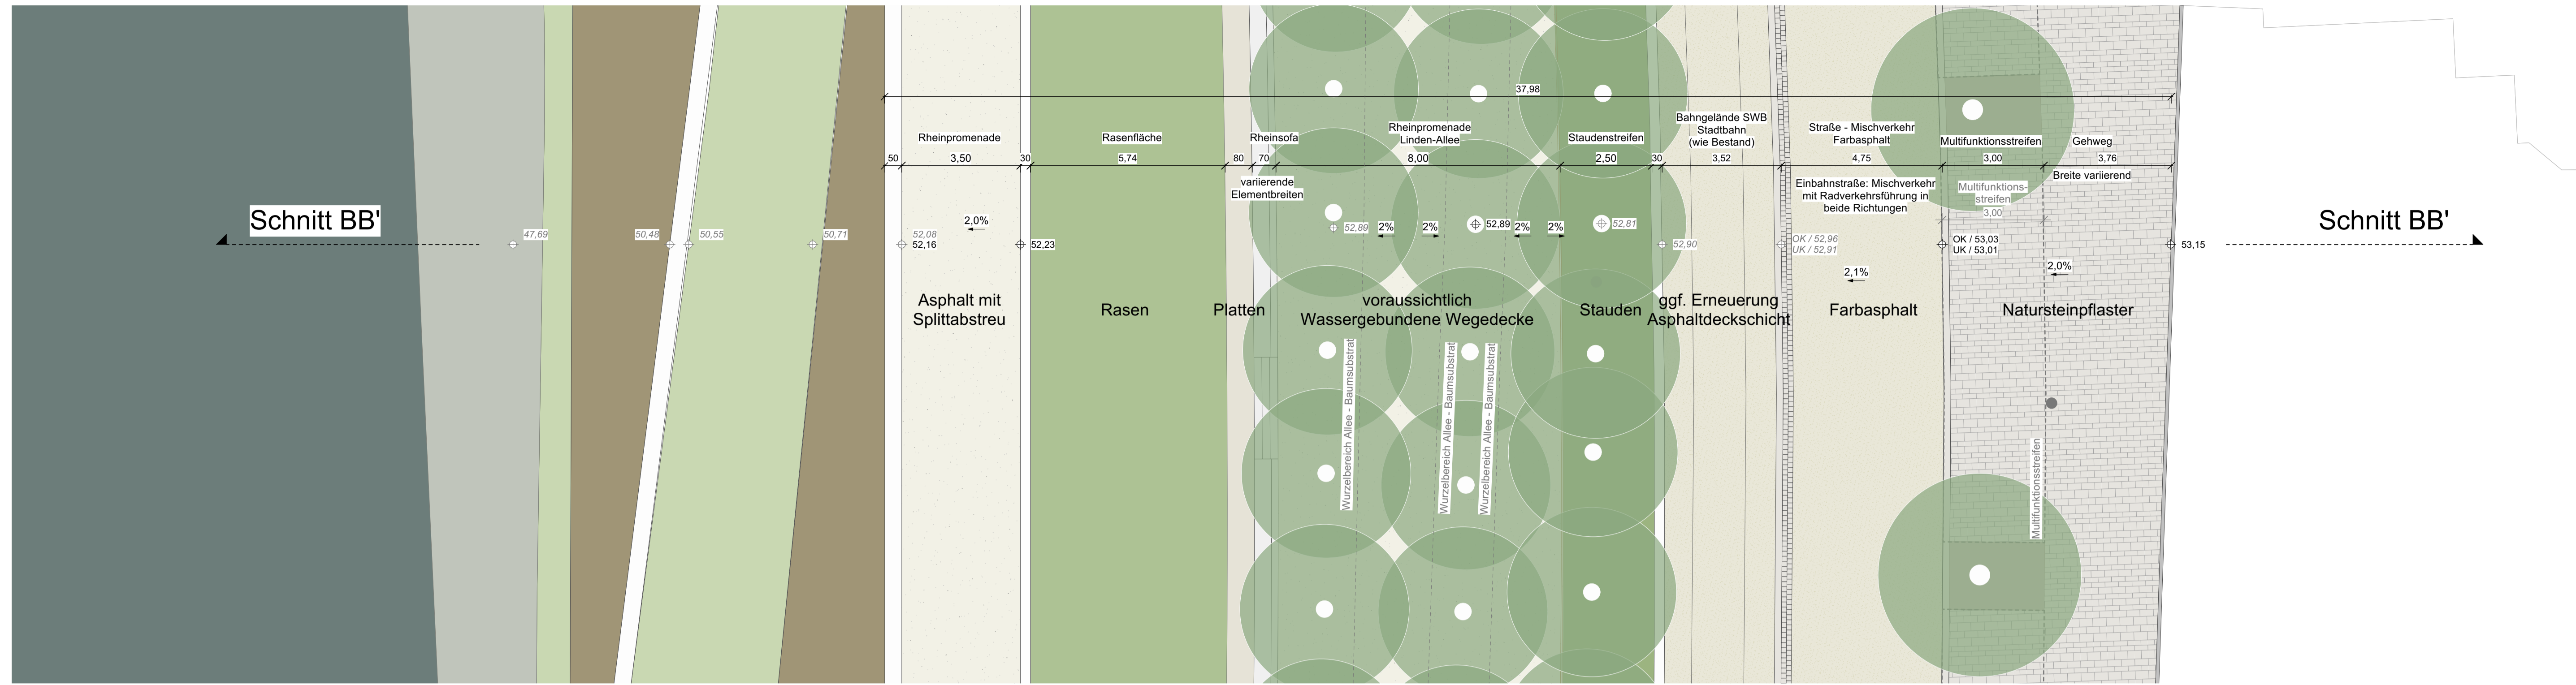 37,98
Rheinpromenade
Rasenfläche
Rheinsofa
Rheinpromenade
Linden-Allee
Staudenstreifen
Bahngelände SWB
Stadtbahn
(wie Bestand)
Straße - Mischverkehr
Farbasphalt
Multifunktionsstreifen
Gehweg
50
3,50
30
5,74
80
70
8,00
2,50
30
3,52
4,75
3,00
3,76
variierende
Elementbreiten
Einbahnstraße: Mischverkehr
mit Radverkehrsführung in
beide Richtungen
Multifunktions-
streifen
3,00
Breite variierend
Schnitt BB'
Schnitt BB'
47,69
50,48
50,55
50,71
52,08
52,16
2,0%
52,23
52,89
2%
2%
52,89
2%
2%
52,81
52,90
OK / 52,96
UK / 52,91
2,1%
OK / 53,03
UK / 53,01
2,0%
53,15
Asphalt mit
Splittabstreu
Rasen
Platten
voraussichtlich
Wassergebundene Wegedecke
Stauden
ggf. Erneuerung
Asphaltdeckschicht
Farbasphalt
Natursteinpflaster
Wurzelbereich Allee - Baumsubstrat
Wurzelbereich Allee - Baumsubstrat
Wurzelbereich Allee - Baumsubstrat
Multifunktionsstreifen